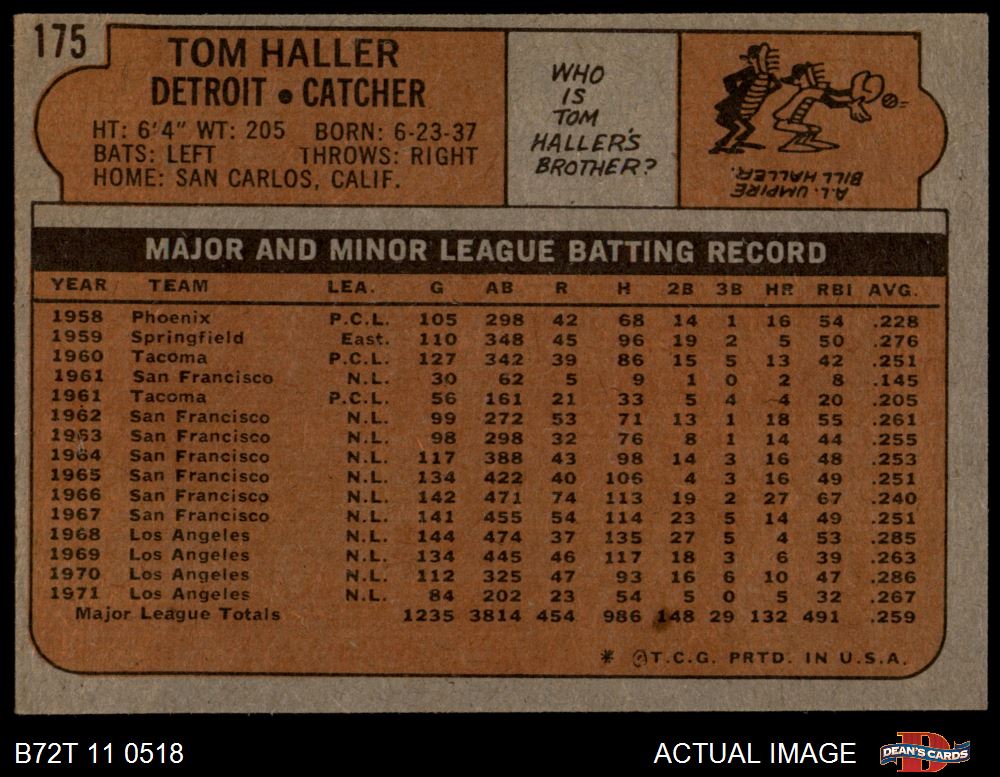 175
TOM HALLER
DETROIT • CATCHER
HT: 6'4" WT: 205 BORN: 6-23-37
BATS: LEFT THROWS: RIGHT
HOME: SAN CARLOS, CALIF.
WHO
IS
TOM
HALLER'S
BROTHER?
A.L. UMPIRE
BILL HALLER.
MAJOR AND MINOR LEAGUE BATTING RECORD
YEAR TEAM LEA. G AB R H 2B 3B HR RBI AVG.
1958 Phoenix P.C.L. 105 298 42 68 14 1 16 54 .228
1959 Springfield East. 110 348 45 96 19 2 5 50 .276
1960 Tacoma P.C.L. 127 342 39 86 15 5 13 42 .251
1961 San Francisco N.L. 30 62 5 9 1 0 2 8 .145
1961 Tacoma P.C.L. 56 161 21 33 5 4 4 20 .205
1962 San Francisco N.L. 99 272 53 71 13 1 18 55 .261
1963 San Francisco N.L. 98 298 32 76 8 1 14 44 .255
1964 San Francisco N.L. 117 388 43 98 14 3 16 48 .253
1965 San Francisco N.L. 134 422 40 106 4 3 16 49 .251
1966 San Francisco N.L. 142 471 74 113 19 2 27 67 .240
1967 San Francisco N.L. 141 455 54 114 23 5 14 49 .251
1968 Los Angeles N.L. 144 474 37 135 27 5 4 53 .285
1969 Los Angeles N.L. 134 445 46 117 18 3 6 39 .263
1970 Los Angeles N.L. 112 325 47 93 16 6 10 47 .286
1971 Los Angeles N.L. 84 202 23 54 5 0 5 32 .267
Major League Totals 1235 3814 454 986 148 29 132 491 .259
* ©T.C.G. PRTD. IN U.S.A.
B72T 11 0518
ACTUAL IMAGE
D
DEAN'S CARDS